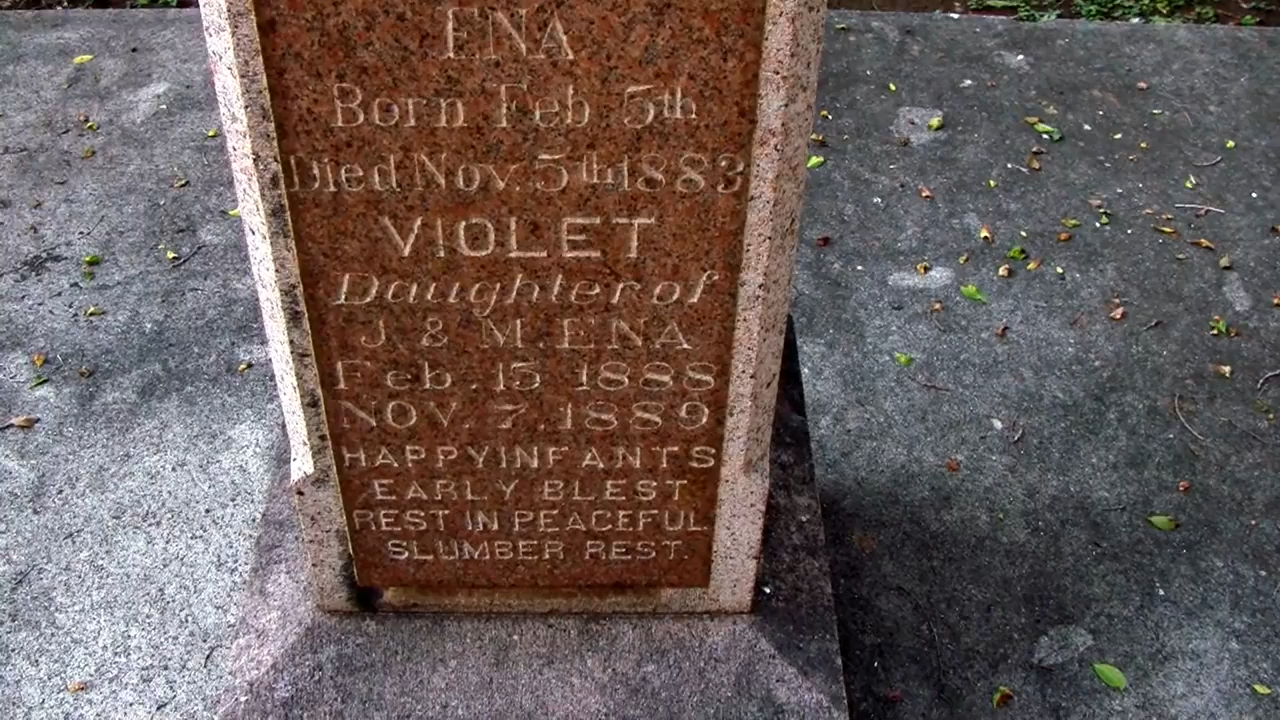 ENA
Born Feb 5th
Died Nov. 5th 1883
VIOLET
Daughter of
J. & M. ENA
Feb. 15 1888
NOV. 7. 1889
HAPPY INFANTS
EARLY BLEST
REST IN PEACEFUL
SLUMBER REST.